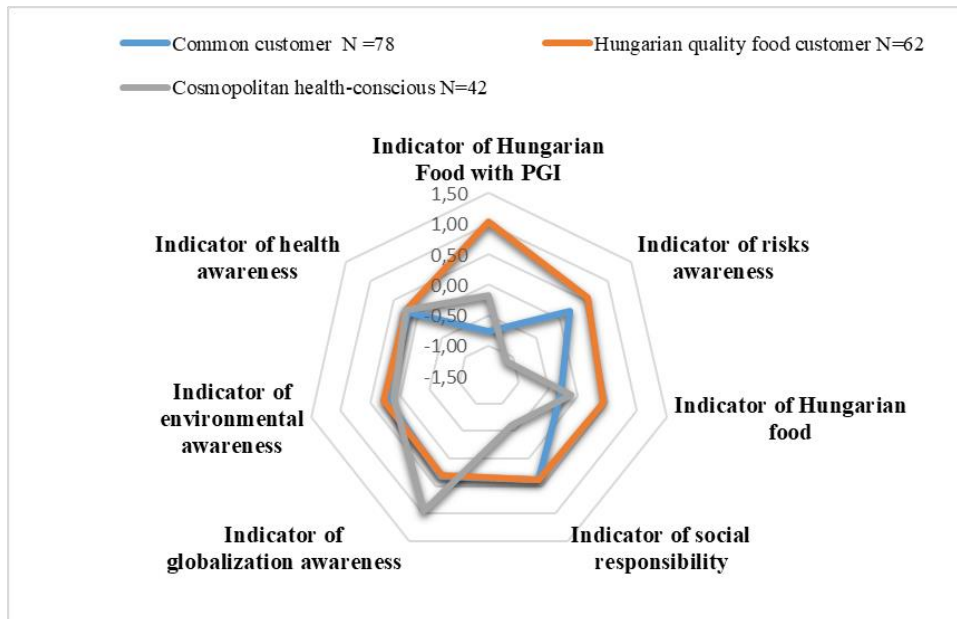 Common customer N =78
Hungarian quality food customer N=62
Cosmopolitan health-conscious N=42
Indicator of Hungarian
Food with PGI
1,50
1,00
0,50
0,00
-0,50
-1,00
-1,50
Indicator of risks
awareness
Indicator of Hungarian
food
Indicator of social
responsibility
Indicator of
globalization awareness
Indicator of
environmental
awareness
Indicator of health
awareness